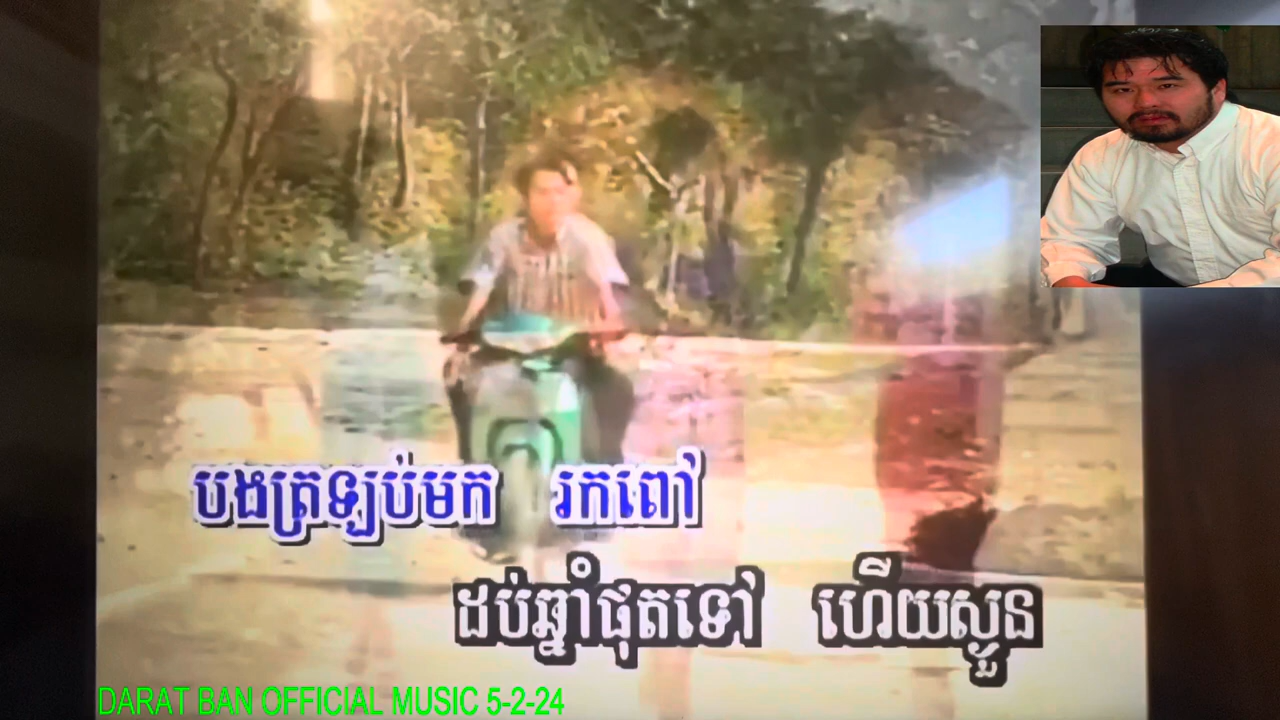 បងត្រឡប់មក រកពៅ
ដប់ឆ្នាំផុតទៅ ហើយស្ងួន
DARAT BAN OFFICIAL MUSIC 5-2-24